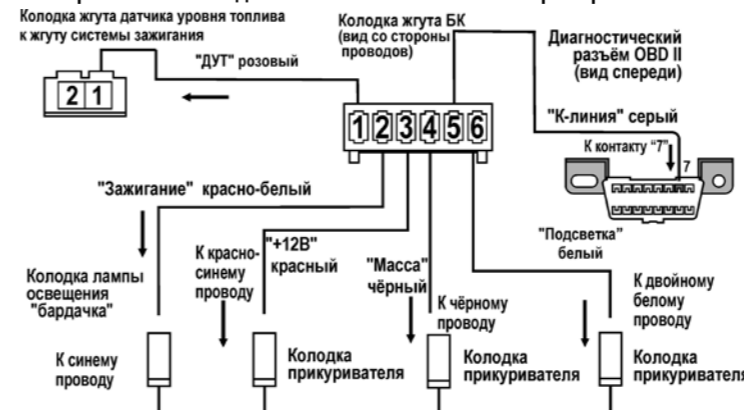 Колодка жгута датчика уровня топлива
к жгуту системы зажигания
Колодка жгута БК
(вид со стороны
проводов)
Диагностический
разъём OBD II
(вид спереди)
"ДУТ" розовый
2 1
1 2 3 4 5 6
"К-линия" серый
К контакту "7"
7
"Зажигание" красно-белый
"+12В"
красный
К красно-
синему
проводу
"Масса"
чёрный
"Подсветка"
белый
Колодка лампы
освещения
"бардачка"
К чёрному
проводу
К двойному
белому
проводу
К синему
проводу
Колодка
прикуривателя
Колодка
прикуривателя
Колодка
прикуривателя